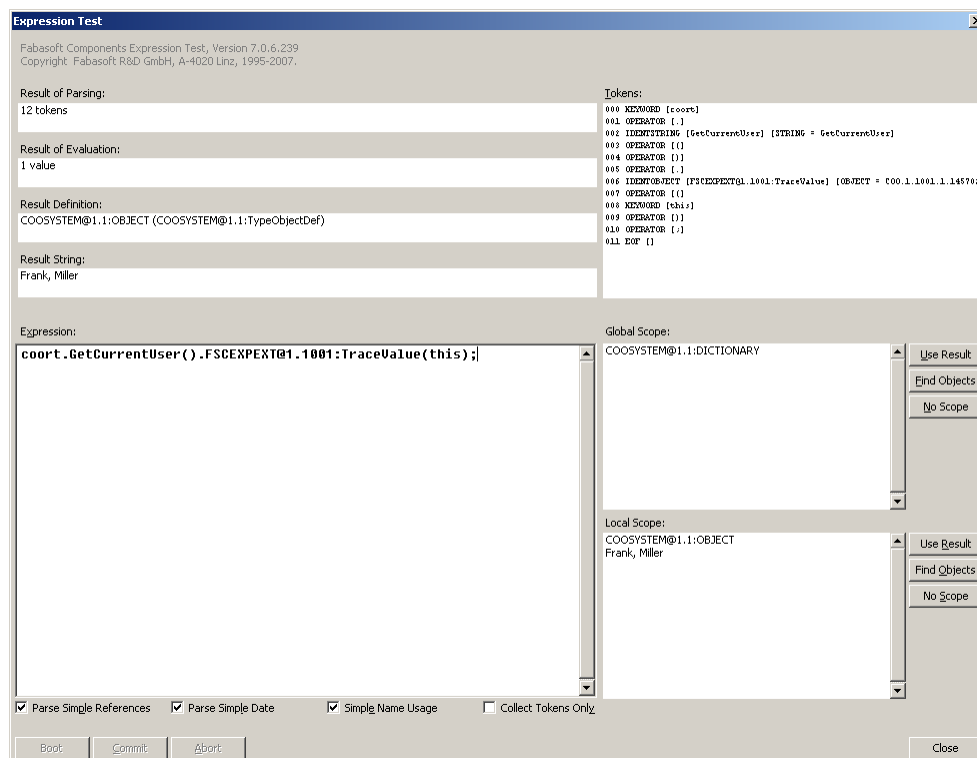 Expression Test
Fabasoft Components Expression Test, Version 7.0.6.239
Copyright Fabasoft R&D GmbH, A-4020 Linz, 1995-2007.
Result of Parsing:
12 tokens
Result of Evaluation:
1 value
Result Definition:
COOSYSTEM@1.1:OBJECT (COOSYSTEM@1.1:TypeObjectDef)
Result String:
Frank, Miller
Tokens:
000 KEYWORD [coort]
001 OPERATOR [.]
002 IDENTSTRING [GetCurrentUser] [STRING = GetCurrentUser]
003 OPERATOR [(]
004 OPERATOR [)]
005 OPERATOR [.]
006 IDENTOBJECT [FSCEXPEXT@1.1001:TraceValue] [OBJECT = COO.1.1001.1.145702
007 OPERATOR [(]
008 KEYWORD [this]
009 OPERATOR [)]
010 OPERATOR [;]
011 EOF []
Expression:
coort.GetCurrentUser().FSCEXPEXT@1.1001:TraceValue(this);
Global Scope:
COOSYSTEM@1.1:DICTIONARY
Use Result
Find Objects
No Scope
Local Scope:
COOSYSTEM@1.1:OBJECT
Frank, Miller
Use Result
Find Objects
No Scope
Parse Simple References
Parse Simple Date
Simple Name Usage
Collect Tokens Only
Boot
Commit
Abort
Close